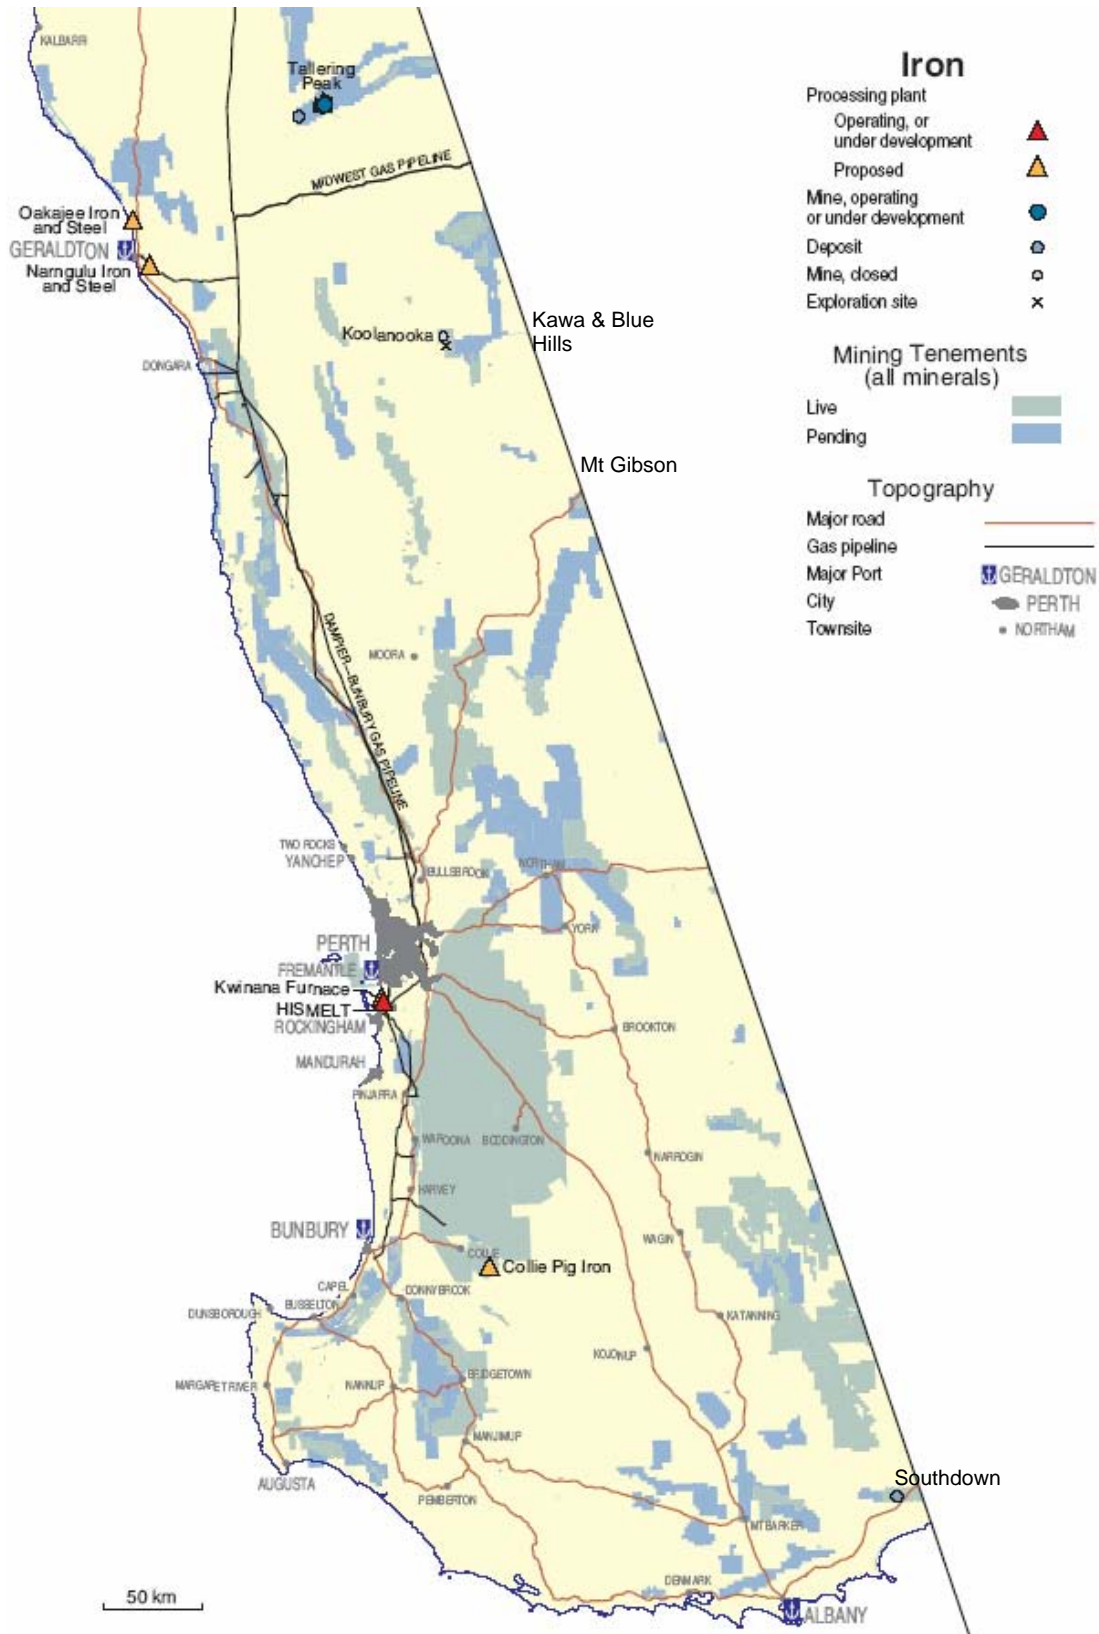 KALBARRI
Tallering
Peak
MIDWEST GAS PIPELINE
Oakajee Iron
and Steel
GERALDTON
Narngulu Iron
and Steel
Koolanooka
Kawa & Blue
Hills
DONGARA
Mt Gibson
DAMPIER—BUNBURY GAS PIPELINE
MOORA
TWO ROCKS
YANCHEP
BULLSBROOK
NORTHAM
YORK
PERTH
FREMANTLE
Kwinana Furnace
HISMELT
ROCKINGHAM
BROOKTON
MANDURAH
PINJARRA
WAROONA
BODDINGTON
NARROGIN
HARVEY
BUNBURY
WAGIN
COLLIE
Collie Pig Iron
CAPEL
DONNYBROOK
DUNSBOROUGH
BUSSELTON
KATANNING
KOJONUP
MARGARET RIVER
NANNUP
BRIDGETOWN
MANJIMUP
AUGUSTA
PEMBERTON
Southdown
MT BARKER
DENMARK
ALBANY
50 km
Iron
Processing plant
Operating, or
under development
Proposed
Mine, operating
or under development
Deposit
Mine, closed
Exploration site
Mining Tenements
(all minerals)
Live
Pending
Topography
Major road
Gas pipeline
Major Port GERALDTON
City PERTH
Townsite NORTHAM